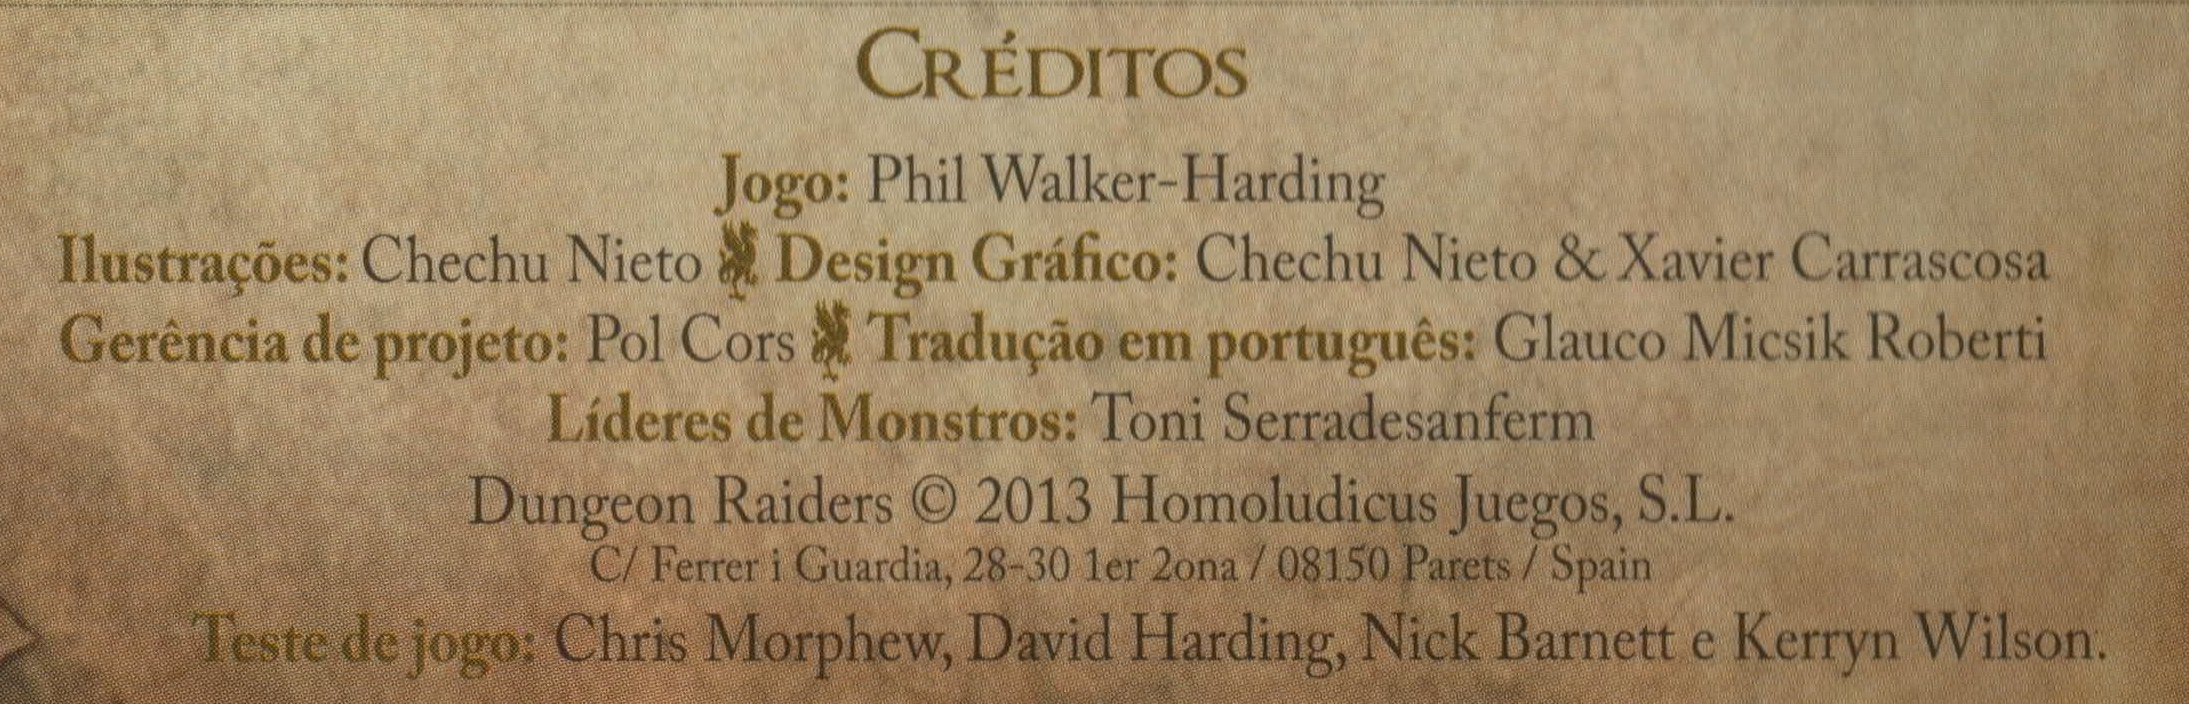 CRÉDITOS
Jogo: Phil Walker-Harding
Ilustrações: Chechu Nieto Design Gráfico: Chechu Nieto & Xavier Carrascosa
Gerência de projeto: Pol Cors Tradução em português: Glauco Micsik Roberti
Líderes de Monstros: Toni Serradesanferm
Dungeon Raiders © 2013 Homoludicus Juegos, S.L.
C/ Ferrer i Guardia, 28-30 1er 2ona / 08150 Parets / Spain
Teste de jogo: Chris Morphew, David Harding, Nick Barnett e Kerryn Wilson.